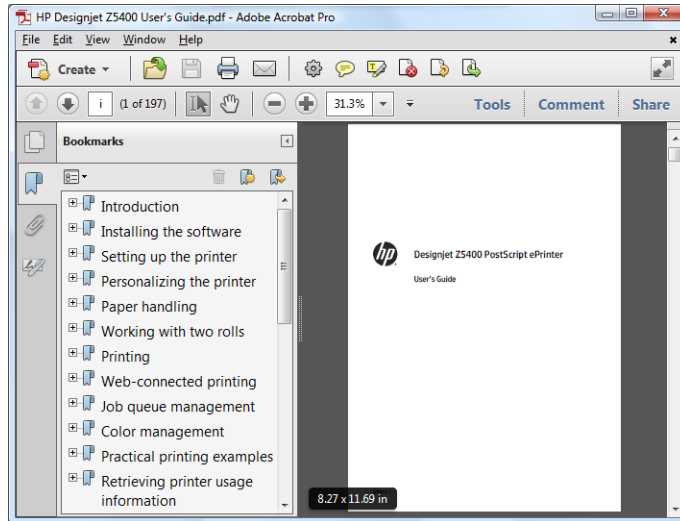 HP Designjet Z5400 User's Guide.pdf - Adobe Acrobat Pro
File Edit View Window Help
Create
i (1 of 197) 31.3% Tools Comment Share
Bookmarks
Introduction
Installing the software
Setting up the printer
Personalizing the printer
Paper handling
Working with two rolls
Printing
Web-connected printing
Job queue management
Color management
Practical printing examples
Retrieving printer usage
information
hp
Designjet Z5400 PostScript ePrinter
User's Guide
8.27 x 11.69 in